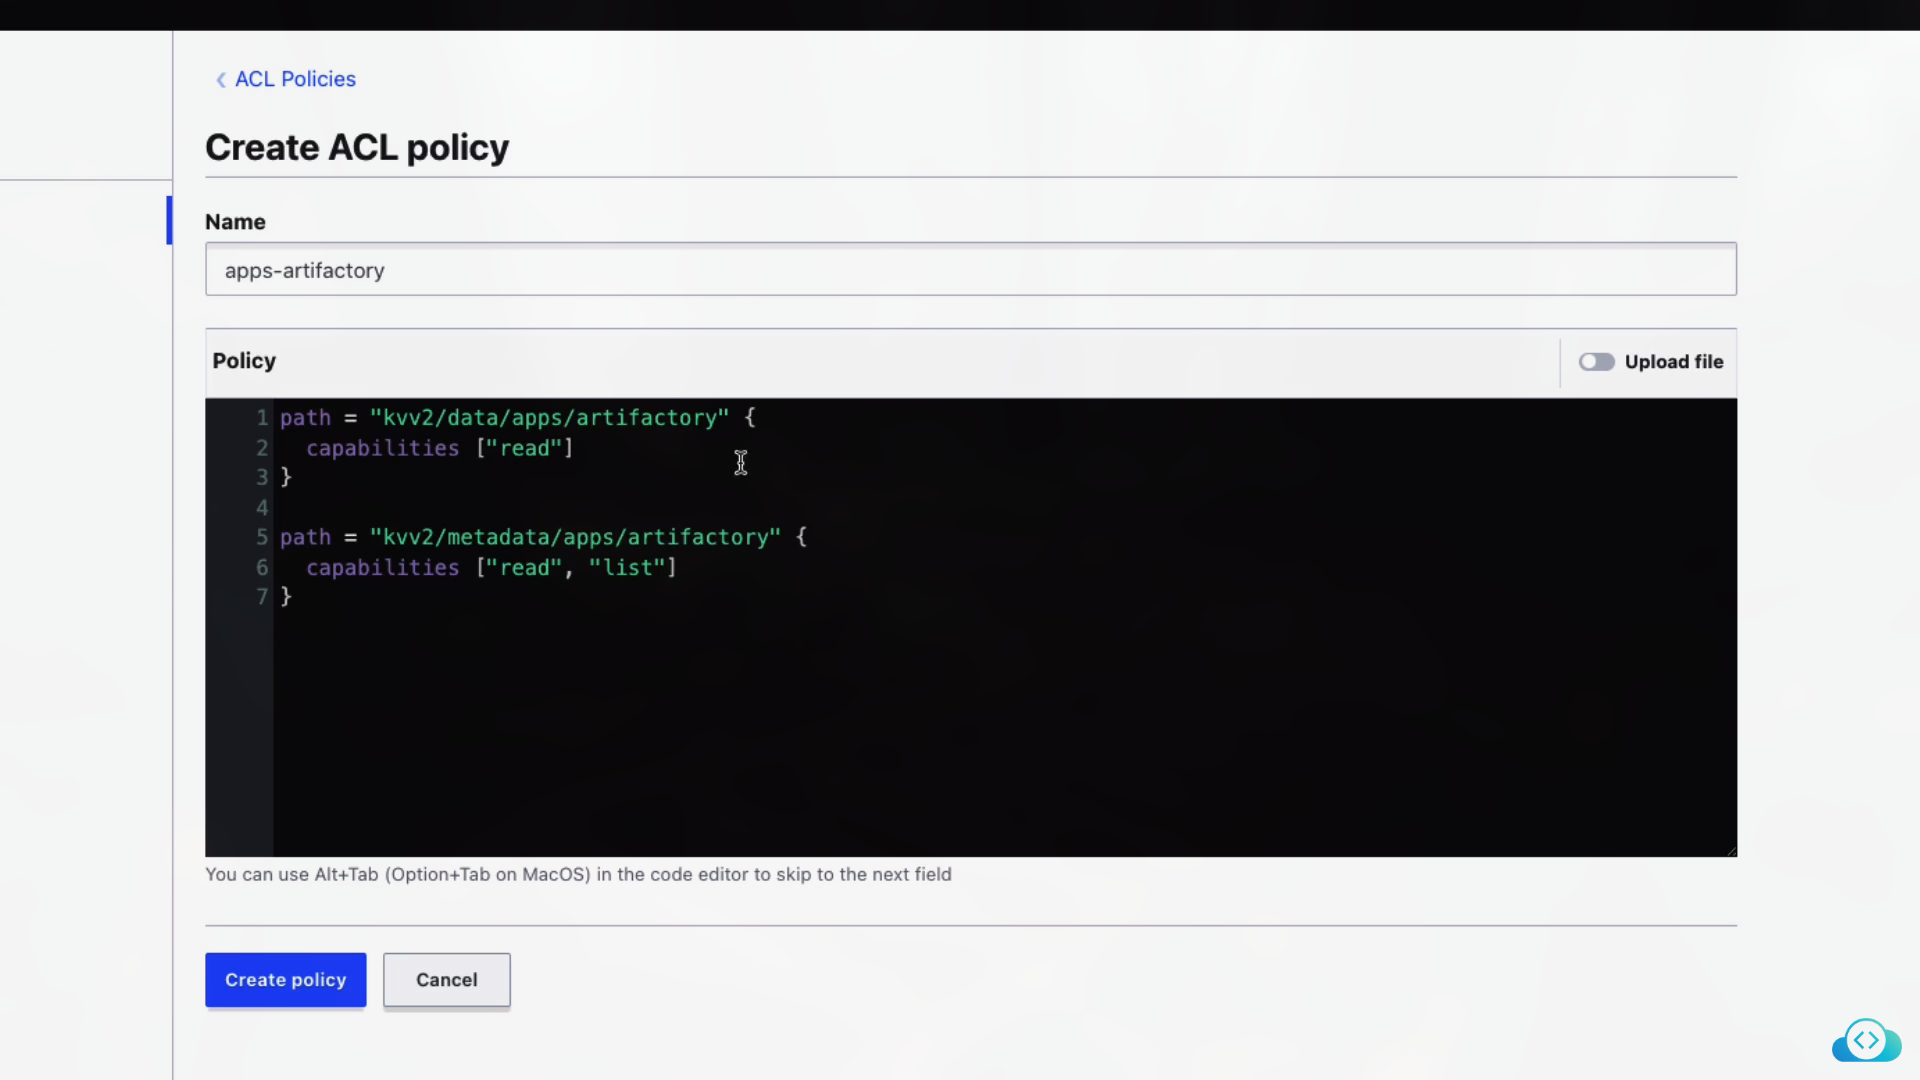 ACL Policies
Create ACL policy
Name
apps-artifactory
Policy
Upload file
1 path = "kvv2/data/apps/artifactory" {
2   capabilities ["read"]
3 }
4
5 path = "kvv2/metadata/apps/artifactory" {
6   capabilities ["read", "list"]
7 }
You can use Alt+Tab (Option+Tab on MacOS) in the code editor to skip to the next field
Create policy
Cancel